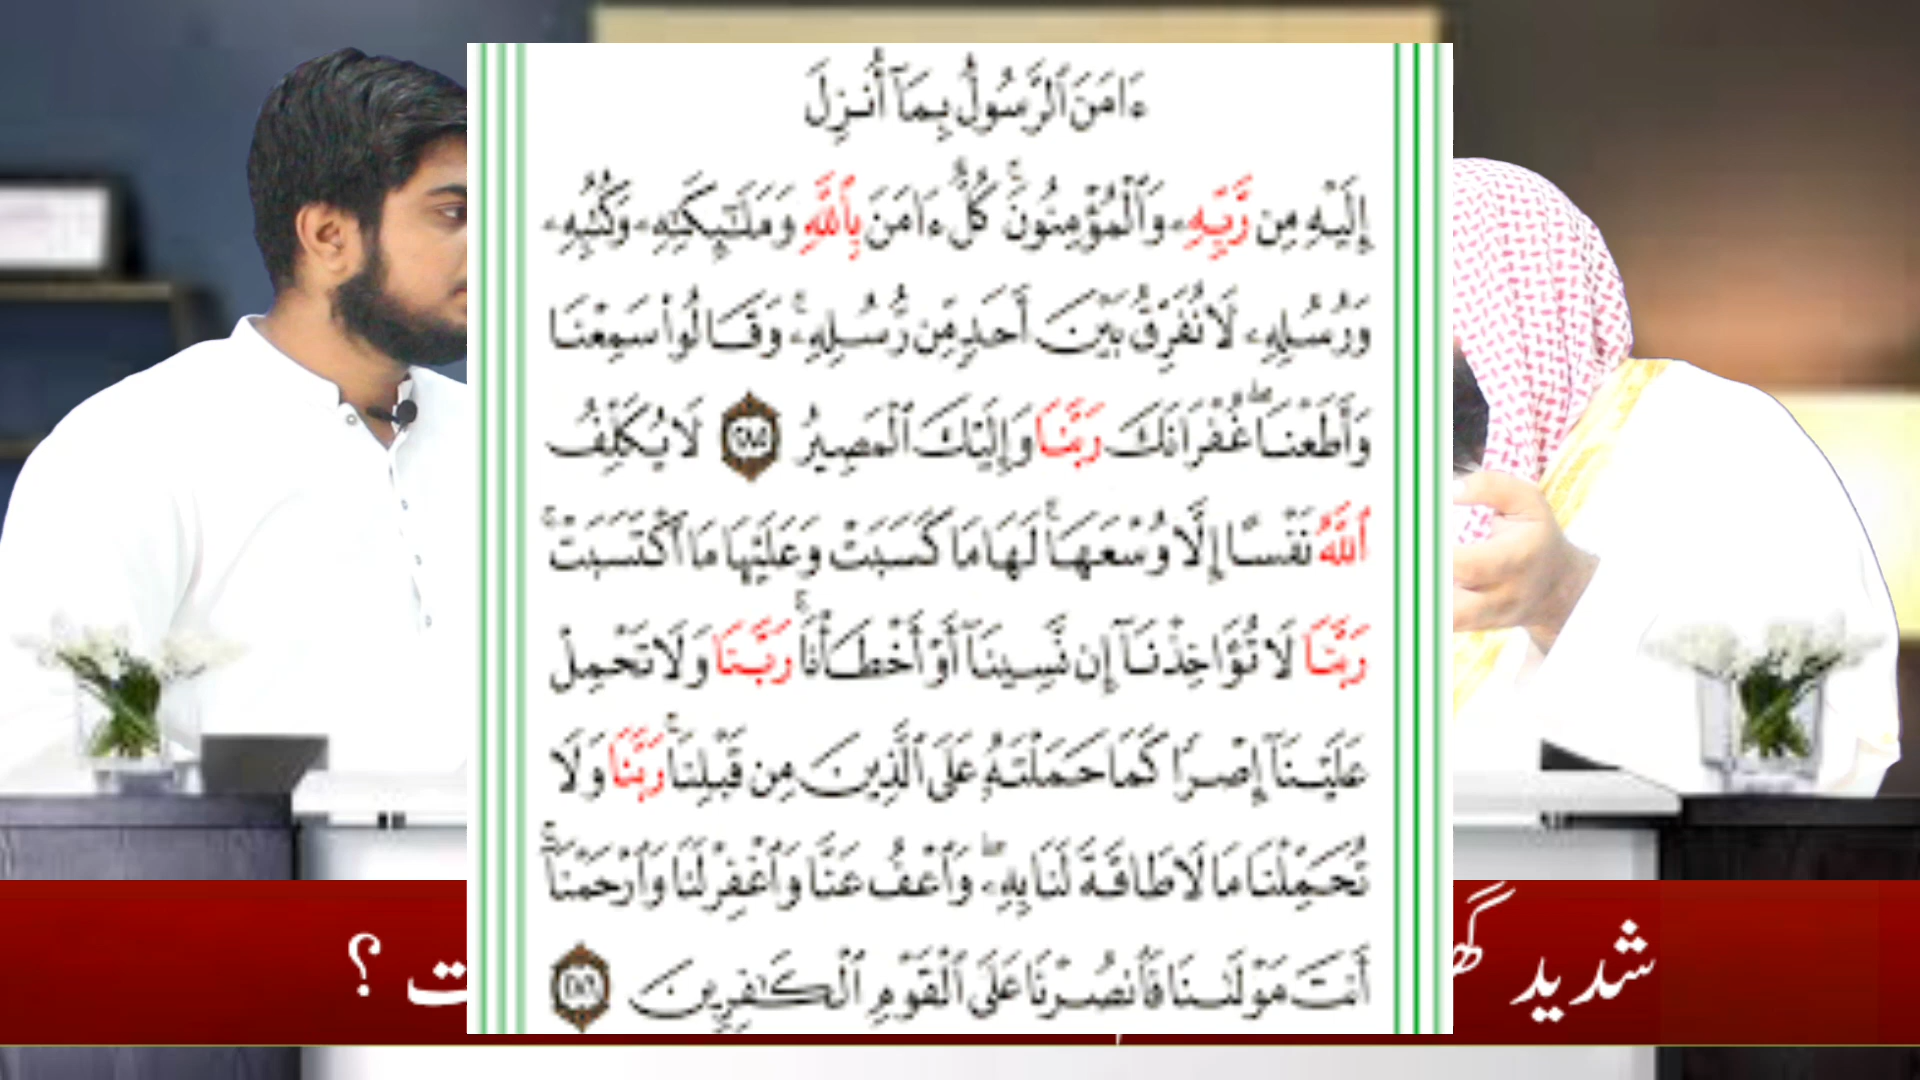 ءَامَنَ ٱلرَّسُولُ بِمَآ أُنزِلَ
إِلَيْهِ مِن رَّبِّهِۦ وَٱلْمُؤْمِنُونَۚ كُلٌّ ءَامَنَ بِٱللَّهِ وَمَلَٰٓئِكَتِهِۦ وَكُتُبِهِۦ
وَرُسُلِهِۦ لَا نُفَرِّقُ بَيْنَ أَحَدٍ مِّن رُّسُلِهِۦۚ وَقَالُوا۟ سَمِعْنَا
وَأَطَعْنَاۖ غُفْرَانَكَ رَبَّنَا وَإِلَيْكَ ٱلْمَصِيرُ ٢٨٥ لَا يُكَلِّفُ
ٱللَّهُ نَفْسًا إِلَّا وُسْعَهَاۚ لَهَا مَا كَسَبَتْ وَعَلَيْهَا مَا ٱكْتَسَبَتْۗ
رَبَّنَا لَا تُؤَاخِذْنَآ إِن نَّسِينَآ أَوْ أَخْطَأْنَاۚ رَبَّنَا وَلَا تَحْمِلْ
عَلَيْنَآ إِصْرًا كَمَا حَمَلْتَهُۥ عَلَى ٱلَّذِينَ مِن قَبْلِنَاۚ رَبَّنَا وَلَا
تُحَمِّلْنَا مَا لَا طَاقَةَ لَنَا بِهِۦۖ وَٱعْفُ عَنَّا وَٱغْفِرْ لَنَا وَٱرْحَمْنَآۚ
أَنتَ مَوْلَىٰنَا فَٱنصُرْنَا عَلَى ٱلْقَوْمِ ٱلْكَٰفِرِينَ ٢٨٦
شدید